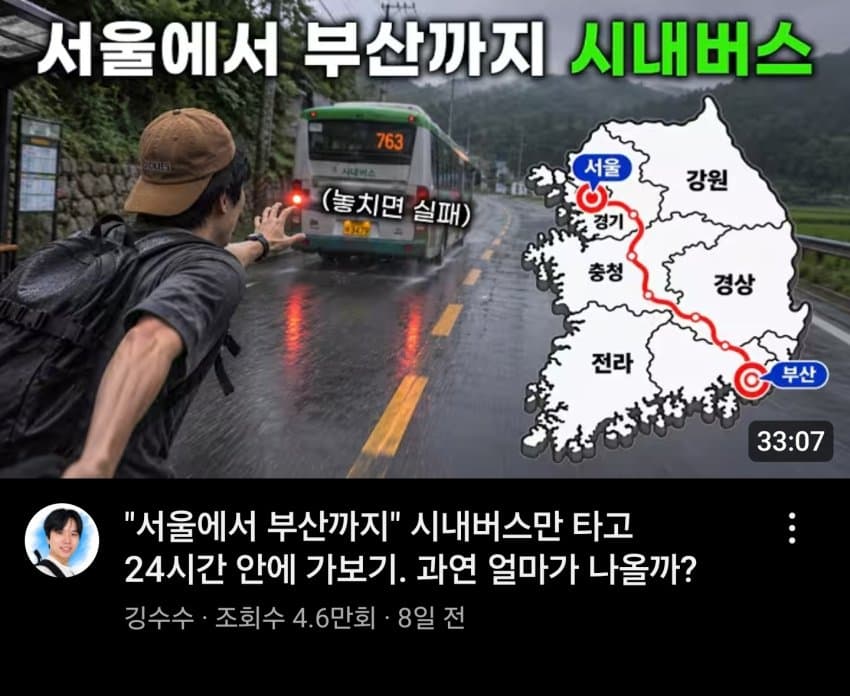 서울에서 부산까지 시내버스
763
시내버스
(놓치면 실패)
서울
강원
경기
충청
경상
전라
부산
33:07
"서울에서 부산까지" 시내버스만 타고
24시간 안에 가보기. 과연 얼마가 나올까?
깅수수 · 조회수 4.6만회 · 8일 전